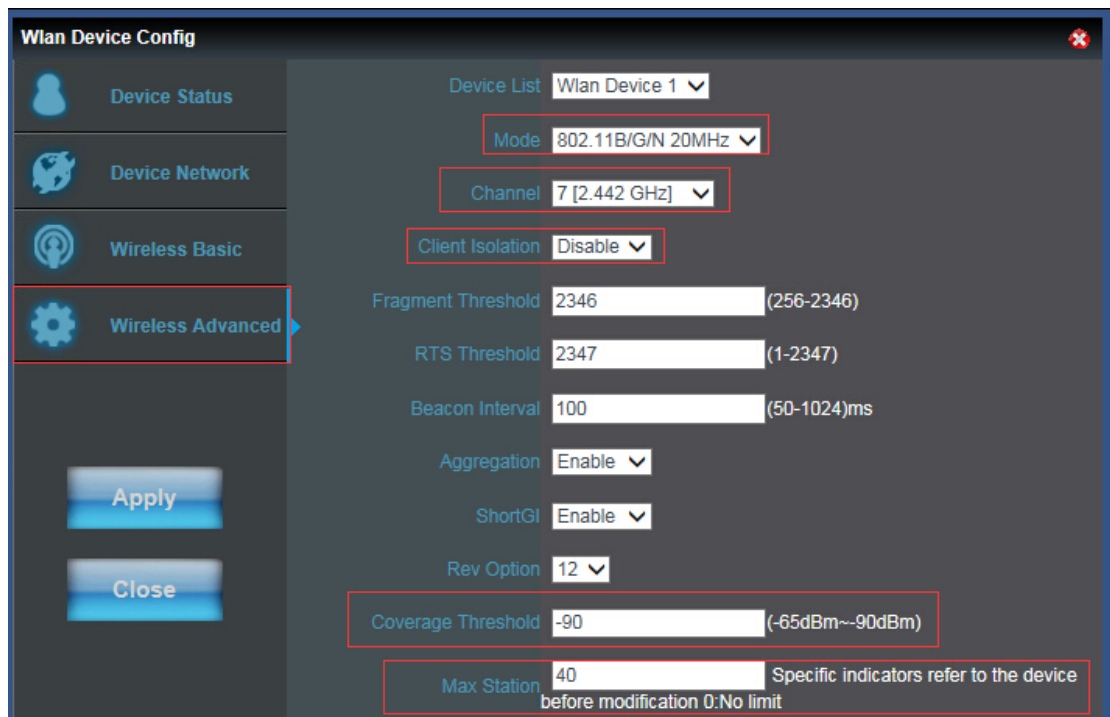 Wlan Device Config
Device Status
Device Network
Wireless Basic
Wireless Advanced
Apply
Close
Device List Wlan Device 1
Mode 802.11B/G/N 20MHz
Channel 7 [2.442 GHz]
Client Isolation Disable
Fragment Threshold 2346 (256-2346)
RTS Threshold 2347 (1-2347)
Beacon Interval 100 (50-1024)ms
Aggregation Enable
ShortGI Enable
Rev Option 12
Coverage Threshold -90 (-65dBm~-90dBm)
Max Station 40 Specific indicators refer to the device
before modification 0:No limit